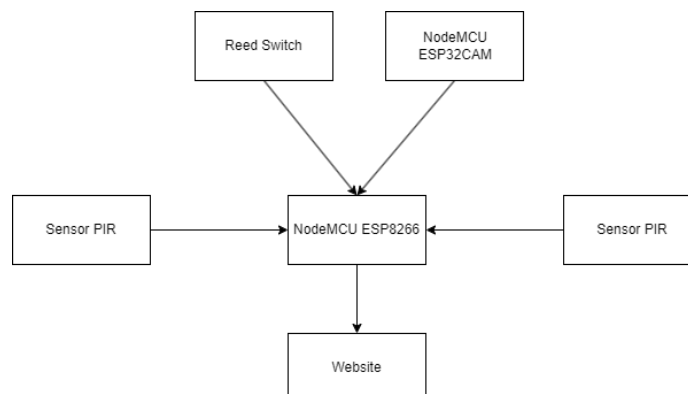 Reed Switch
NodeMCU
ESP32CAM
Sensor PIR
NodeMCU ESP8266
Sensor PIR
Website